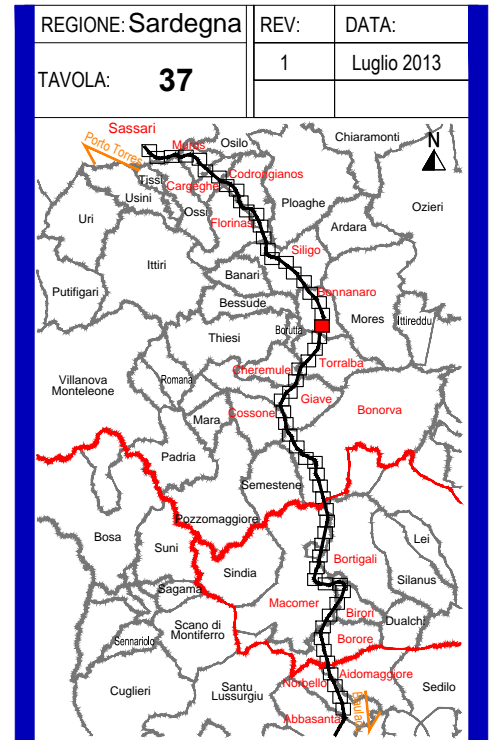 REGIONE: Sardegna REV: DATA:
TAVOLA: 37 1 Luglio 2013
Sassari
Porto Torres
Muros
Osilo
Chiaramonti
N
Tissi
Cargeghe
Codrongianos
Usini
Ossi
Ploaghe
Ozieri
Uri
Florinas
Ardara
Siligo
Ittiri
Banari
Bonnanaro
Putifigari
Bessude
Mores
Ittireddu
Thiesi
Borutta
Torralba
Cheremule
Villanova
Monteleone
Romana
Giave
Mara
Cossone
Bonorva
Padria
Semestene
Pozzomaggiore
Bosa
Suni
Lei
Bortigali
Sindia
Silanus
Sagama
Macomer
Birori
Dualchi
Scano di
Montiferro
Sennariolo
Borore
Aidomaggiore
Norbello
Cuglieri
Santu
Lussurgiu
Sedilo
Abbasanta